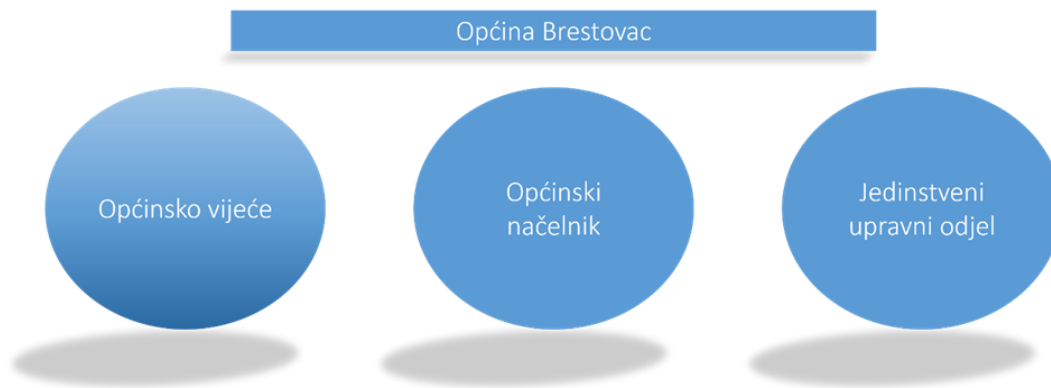 Općina Brestovac
Općinsko vijeće
Općinski
načelnik
Jedinstveni
upravni odjel